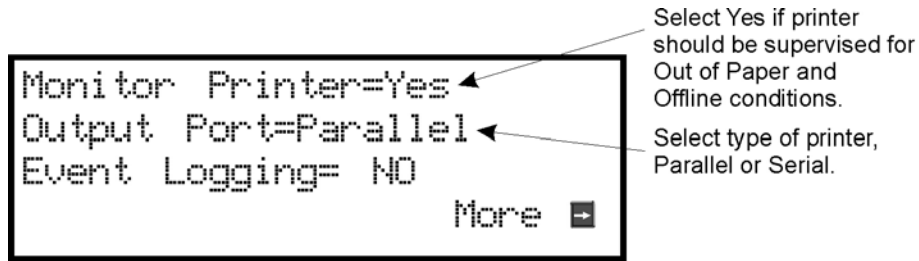 Monitor Printer=Yes
Output Port=Parallel
Event Logging= NO
More →
Select Yes if printer
should be supervised for
Out of Paper and
Offline conditions.
Select type of printer,
Parallel or Serial.